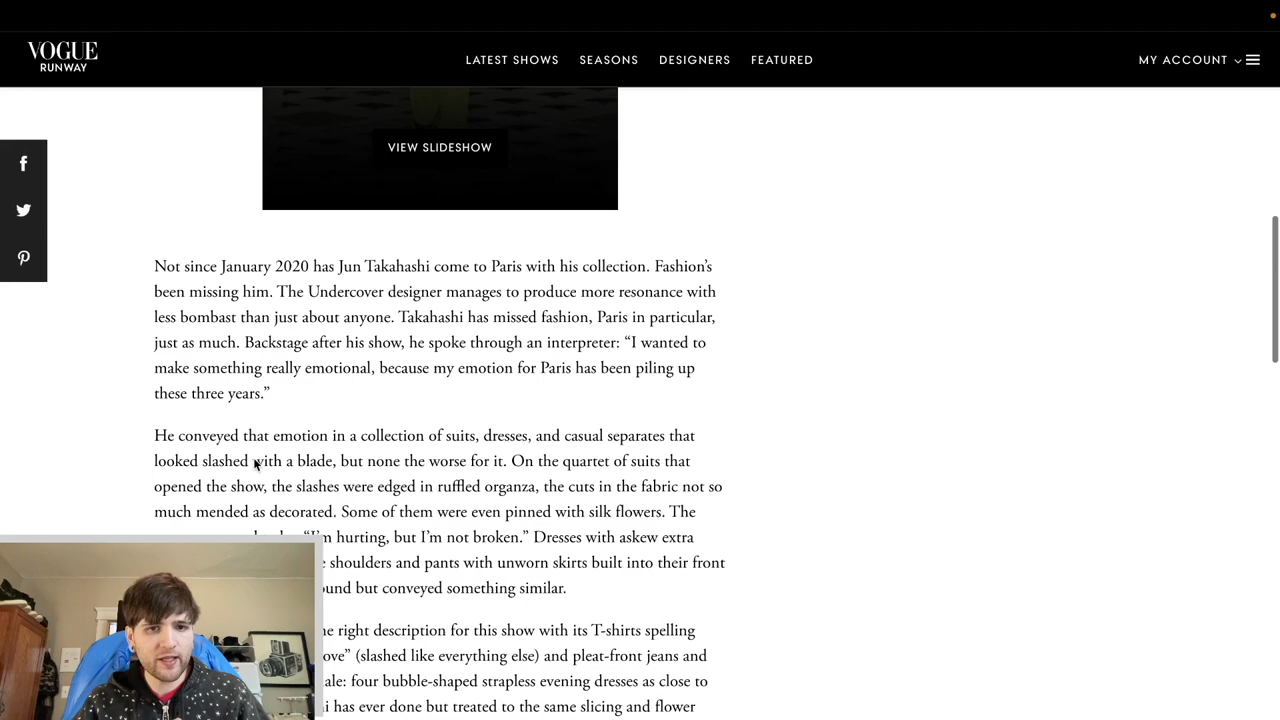 VOGUE
RUNWAY
LATEST SHOWS SEASONS DESIGNERS FEATURED
MY ACCOUNT
VIEW SLIDESHOW
Not since January 2020 has Jun Takahashi come to Paris with his collection. Fashion’s
been missing him. The Undercover designer manages to produce more resonance with
less bombast than just about anyone. Takahashi has missed fashion, Paris in particular,
just as much. Backstage after his show, he spoke through an interpreter: “I wanted to
make something really emotional, because my emotion for Paris has been piling up
these three years.”
He conveyed that emotion in a collection of suits, dresses, and casual separates that
looked slashed with a blade, but none the worse for it. On the quartet of suits that
opened the show, the slashes were edged in ruffled organza, the cuts in the fabric not so
much mended as decorated. Some of them were even pinned with silk flowers. The
“I’m hurting, but I’m not broken.” Dresses with askew extra
shoulders and pants with unworn skirts built into their front
but conveyed something similar.
right description for this show with its T-shirts spelling
(slashed like everything else) and pleat-front jeans and
four bubble-shaped strapless evening dresses as close to
has ever done but treated to the same slicing and flower